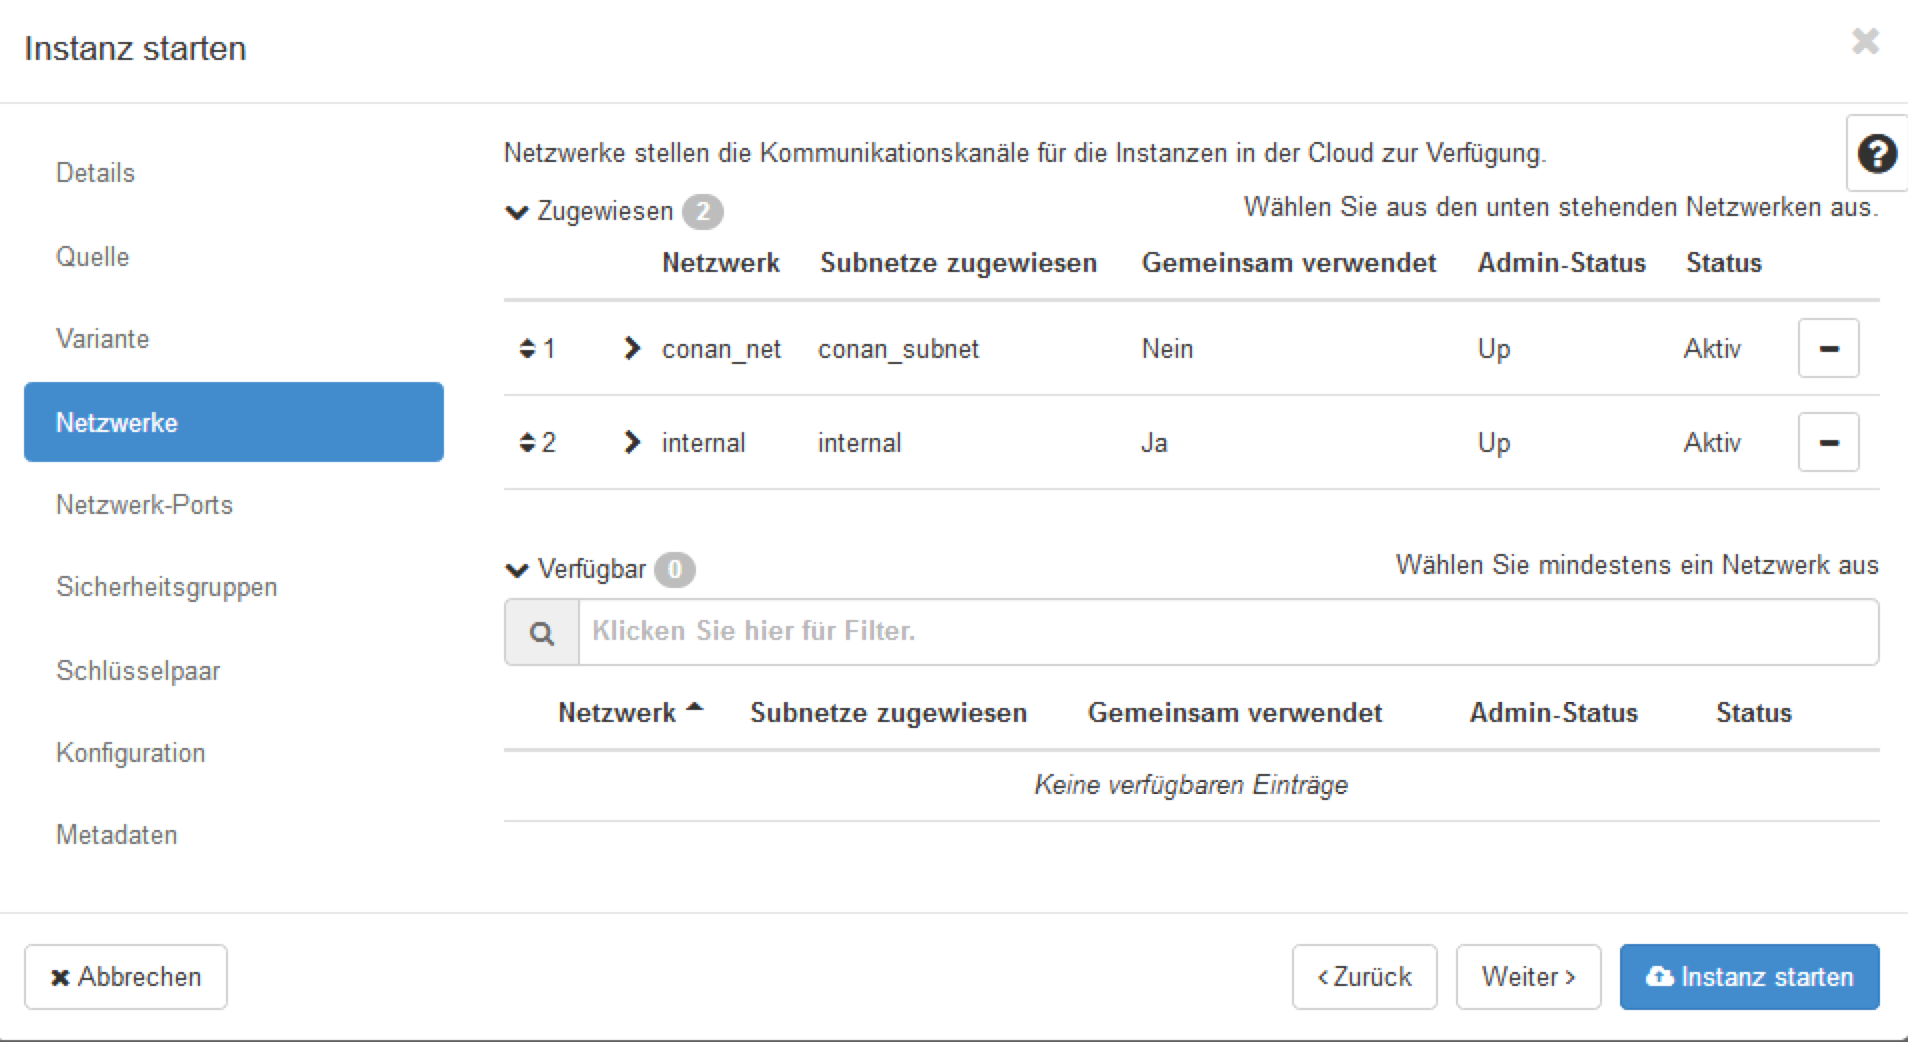 Instanz starten
Details
Quelle
Variante
Netzwerke
Netzwerk-Ports
Sicherheitsgruppen
Schlüsselpaar
Konfiguration
Metadaten
Netzwerke stellen die Kommunikationskanäle für die Instanzen in der Cloud zur Verfügung.
Zugewiesen 2 Wählen Sie aus den unten stehenden Netzwerken aus.
Netzwerk Subnetze zugewiesen Gemeinsam verwendet Admin-Status Status
1 conan_net conan_subnet Nein Up Aktiv
2 internal internal Ja Up Aktiv
Verfügbar 0 Wählen Sie mindestens ein Netzwerk aus
Klicken Sie hier für Filter.
Netzwerk Subnetze zugewiesen Gemeinsam verwendet Admin-Status Status
Keine verfügbaren Einträge
Abbrechen < Zurück Weiter > Instanz starten